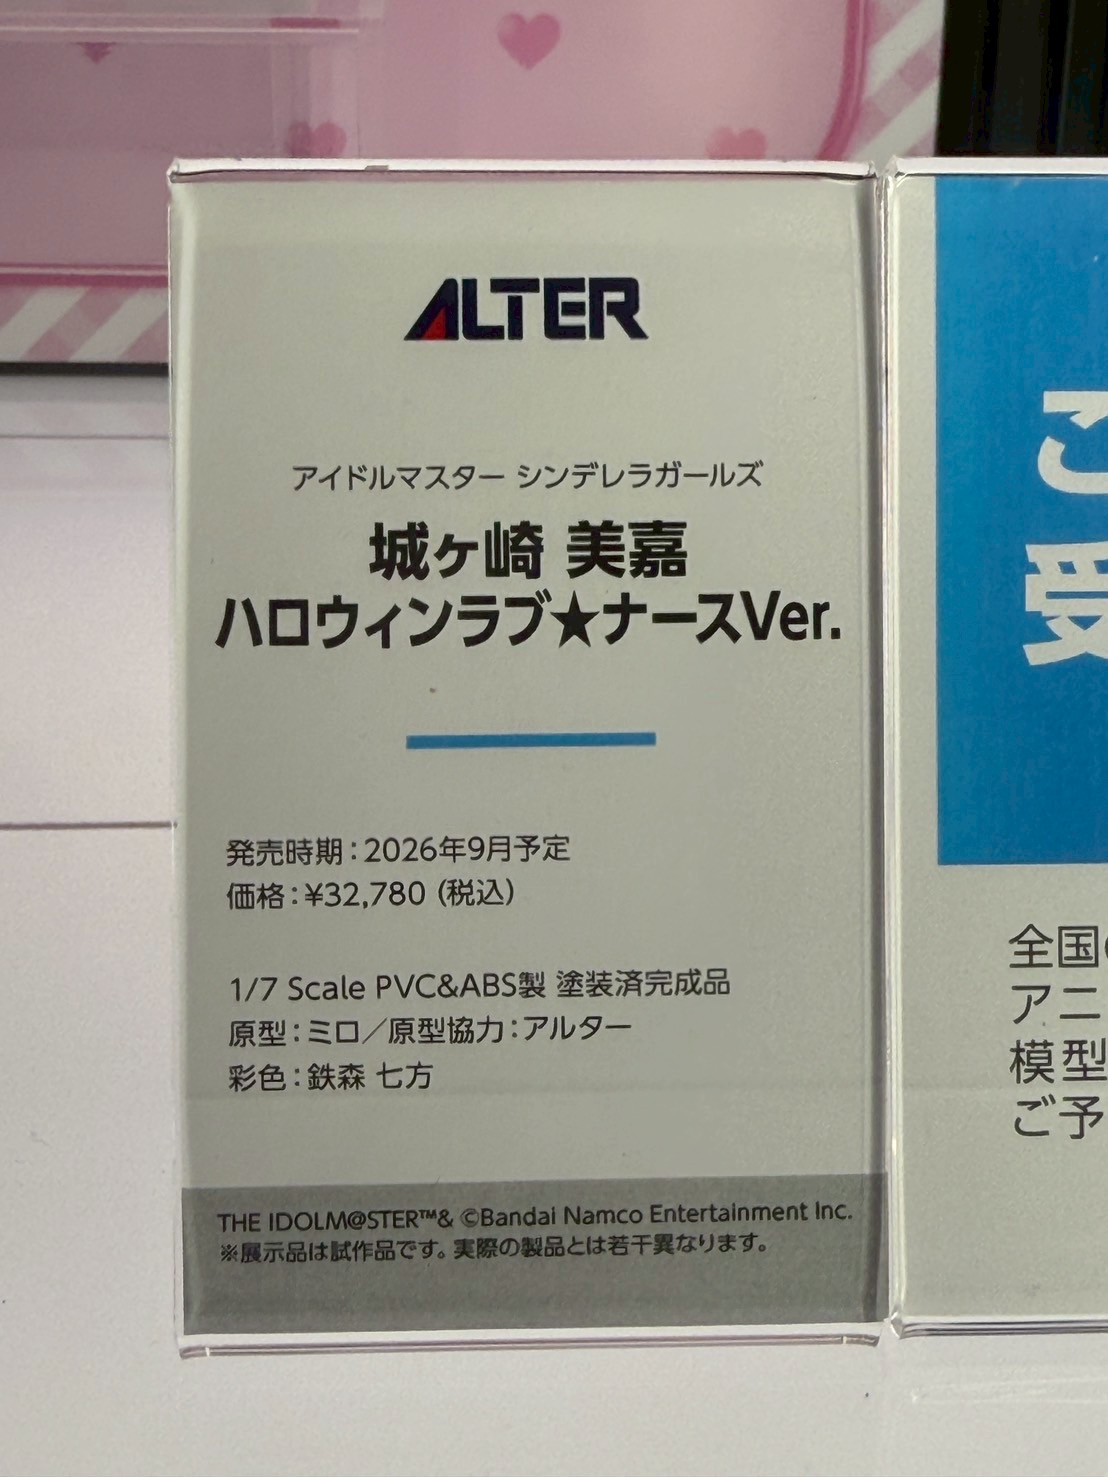 ALTER
アイドルマスター シンデレラガールズ
城ヶ崎 美嘉
ハロウィンラブ★ナースVer.
発売時期：2026年9月予定
価格：¥32,780（税込）
1/7 Scale PVC&ABS製 塗装済完成品
原型：ミロ／原型協力：アルター
彩色：鉄森 七方
THE IDOLM@STER™& ©Bandai Namco Entertainment Inc.
※展示品は試作品です。実際の製品とは若干異なります。
ご
受
全国
アニ
模型
ご予